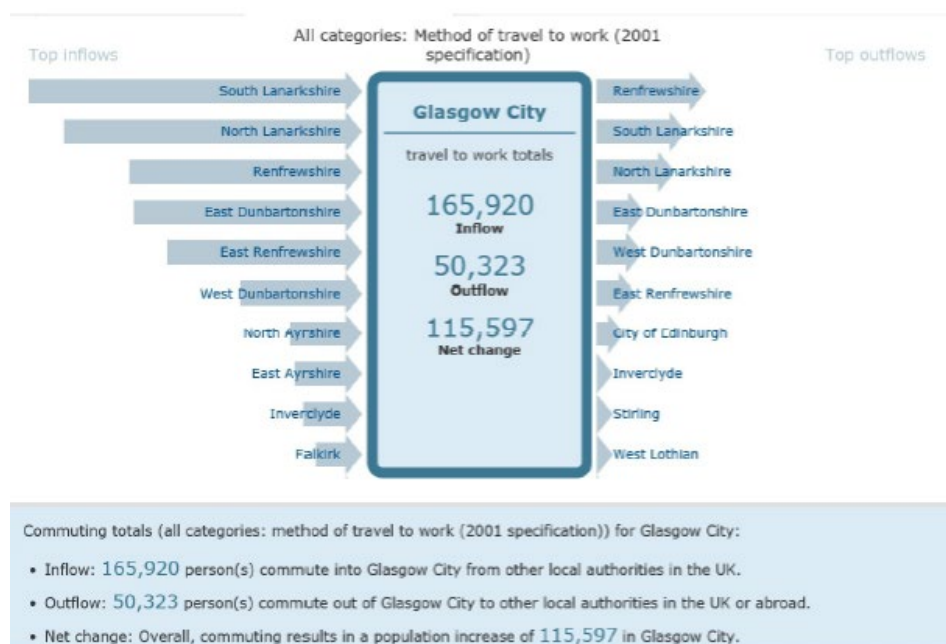 All categories: Method of travel to work (2001
specification)
Top inflows
Top outflows
South Lanarkshire
North Lanarkshire
Renfrewshire
East Dunbartonshire
East Renfrewshire
West Dunbartonshire
North Ayrshire
East Ayrshire
Inverclyde
Falkirk
Glasgow City
travel to work totals
165,920
Inflow
50,323
Outflow
115,597
Net change
Renfrewshire
South Lanarkshire
North Lanarkshire
East Dunbartonshire
West Dunbartonshire
East Renfrewshire
City of Edinburgh
Inverclyde
Stirling
West Lothian
Commuting totals (all categories: method of travel to work (2001 specification)) for Glasgow City:
• Inflow: 165,920 person(s) commute into Glasgow City from other local authorities in the UK.
• Outflow: 50,323 person(s) commute out of Glasgow City to other local authorities in the UK or abroad.
• Net change: Overall, commuting results in a population increase of 115,597 in Glasgow City.